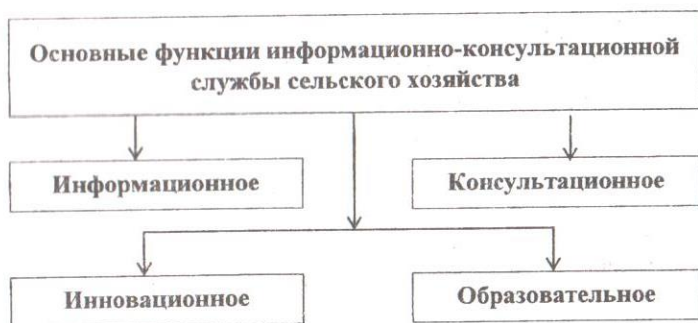 Основные функции информационно-консультационной
службы сельского хозяйства
Информационное
Консультационное
Инновационное
Образовательное